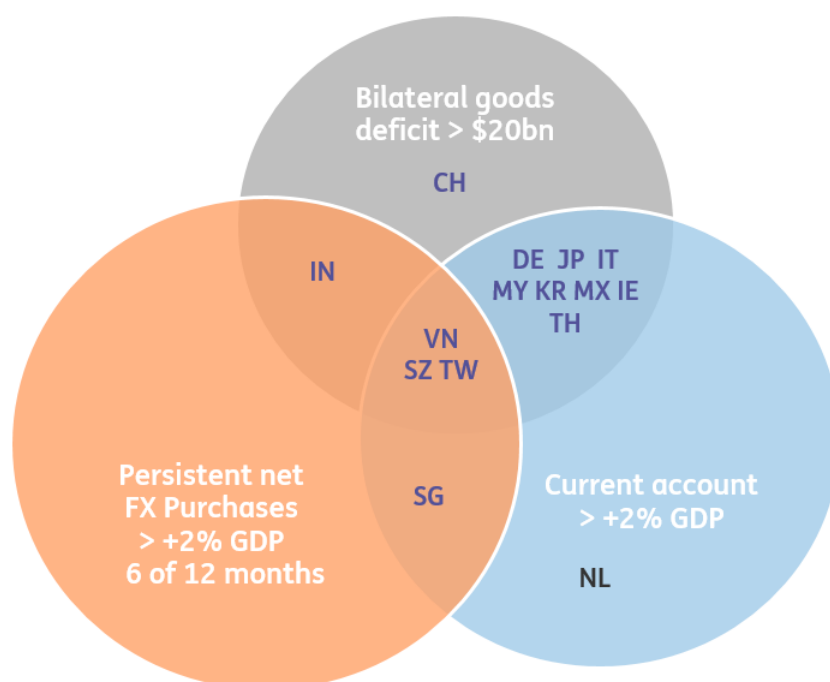 Bilateral goods
deficit > $20bn
CH
IN
DE JP IT
MY KR MX IE
TH
VN
SZ TW
Persistent net
FX Purchases
> +2% GDP
6 of 12 months
SG
Current account
> +2% GDP
NL